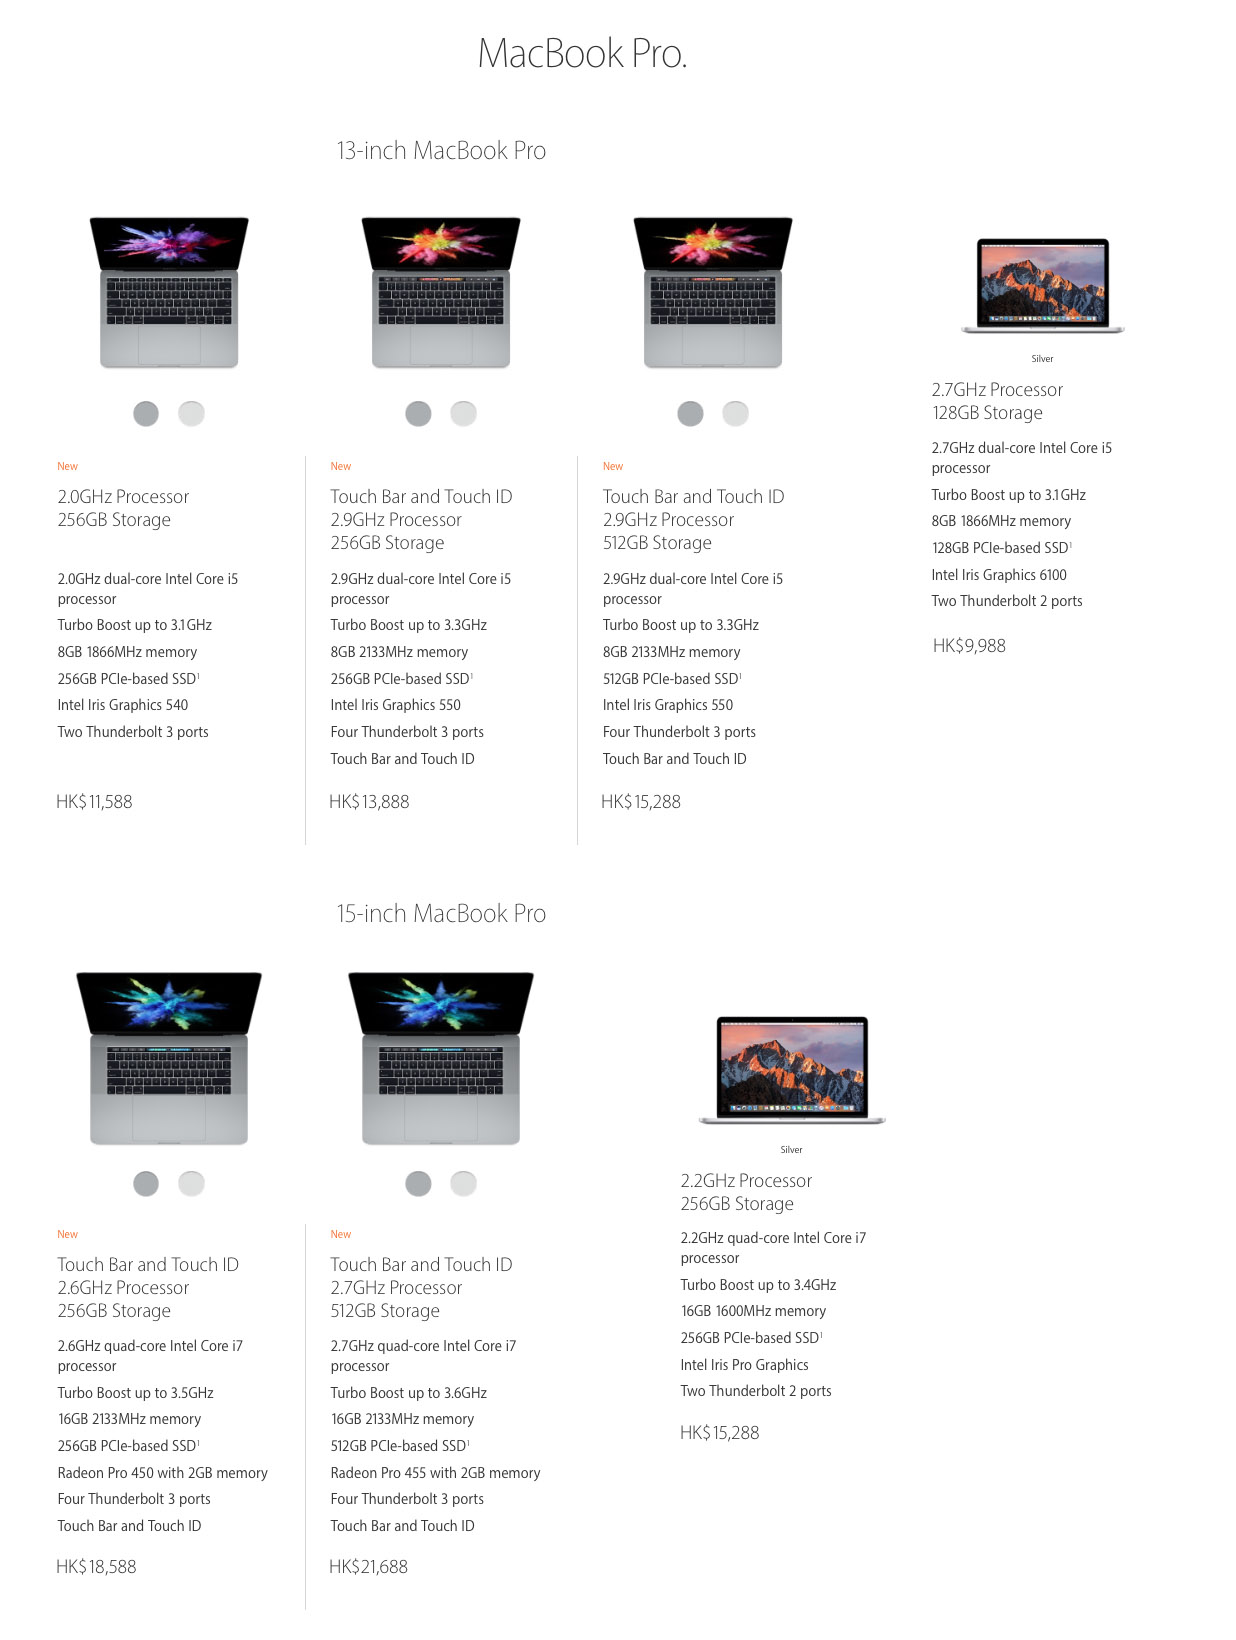 MacBook Pro.
13-inch MacBook Pro
New
2.0GHz Processor
256GB Storage
2.0GHz dual-core Intel Core i5
processor
Turbo Boost up to 3.1GHz
8GB 1866MHz memory
256GB PCIe-based SSD¹
Intel Iris Graphics 540
Two Thunderbolt 3 ports
HK$11,588
New
Touch Bar and Touch ID
2.9GHz Processor
256GB Storage
2.9GHz dual-core Intel Core i5
processor
Turbo Boost up to 3.3GHz
8GB 2133MHz memory
256GB PCIe-based SSD¹
Intel Iris Graphics 550
Four Thunderbolt 3 ports
Touch Bar and Touch ID
HK$13,888
New
Touch Bar and Touch ID
2.9GHz Processor
512GB Storage
2.9GHz dual-core Intel Core i5
processor
Turbo Boost up to 3.3GHz
8GB 2133MHz memory
512GB PCIe-based SSD¹
Intel Iris Graphics 550
Four Thunderbolt 3 ports
Touch Bar and Touch ID
HK$15,288
Silver
2.7GHz Processor
128GB Storage
2.7GHz dual-core Intel Core i5
processor
Turbo Boost up to 3.1GHz
8GB 1866MHz memory
128GB PCIe-based SSD¹
Intel Iris Graphics 6100
Two Thunderbolt 2 ports
HK$9,988
15-inch MacBook Pro
New
Touch Bar and Touch ID
2.6GHz Processor
256GB Storage
2.6GHz quad-core Intel Core i7
processor
Turbo Boost up to 3.5GHz
16GB 2133MHz memory
256GB PCIe-based SSD¹
Radeon Pro 450 with 2GB memory
Four Thunderbolt 3 ports
Touch Bar and Touch ID
HK$18,588
New
Touch Bar and Touch ID
2.7GHz Processor
512GB Storage
2.7GHz quad-core Intel Core i7
processor
Turbo Boost up to 3.6GHz
16GB 2133MHz memory
512GB PCIe-based SSD¹
Radeon Pro 455 with 2GB memory
Four Thunderbolt 3 ports
Touch Bar and Touch ID
HK$21,688
Silver
2.2GHz Processor
256GB Storage
2.2GHz quad-core Intel Core i7
processor
Turbo Boost up to 3.4GHz
16GB 1600MHz memory
256GB PCIe-based SSD¹
Intel Iris Pro Graphics
Two Thunderbolt 2 ports
HK$15,288